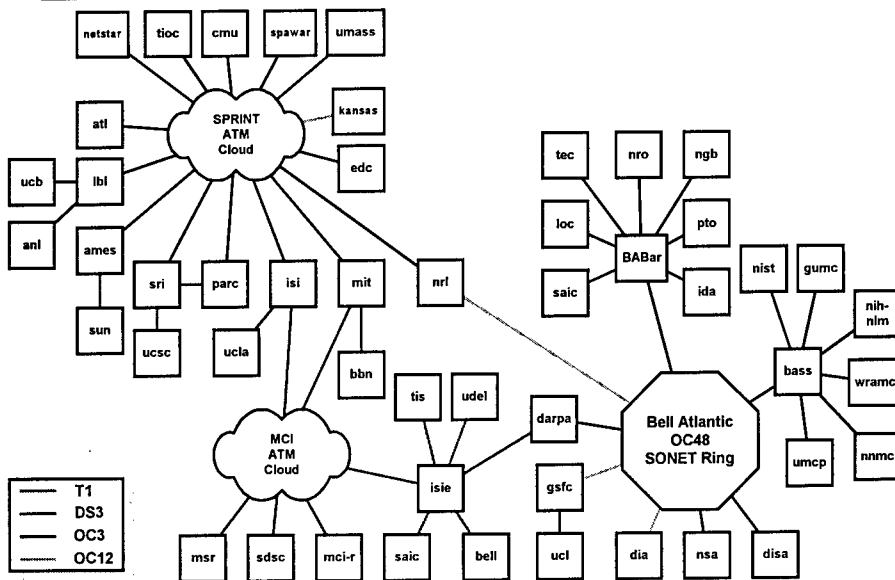 netstar
tioc
cmu
spawar
umass
SPRINT
ATM
Cloud
kansas
atl
edc
ucb
lbl
anl
ames
sun
sri
parc
isi
mit
nrl
ucsc
ucla
bbn
tec
nro
ngb
loc
BABar
pto
saic
ida
nist
gumc
nih-
nlm
bass
wramc
umcp
nnmc
MCI
ATM
Cloud
tis
udel
darpa
isie
Bell Atlantic
OC48
SONET Ring
gsfc
msr
sdsc
mci-r
saic
bell
ucl
dia
nsa
disa
T1
DS3
OC3
OC12